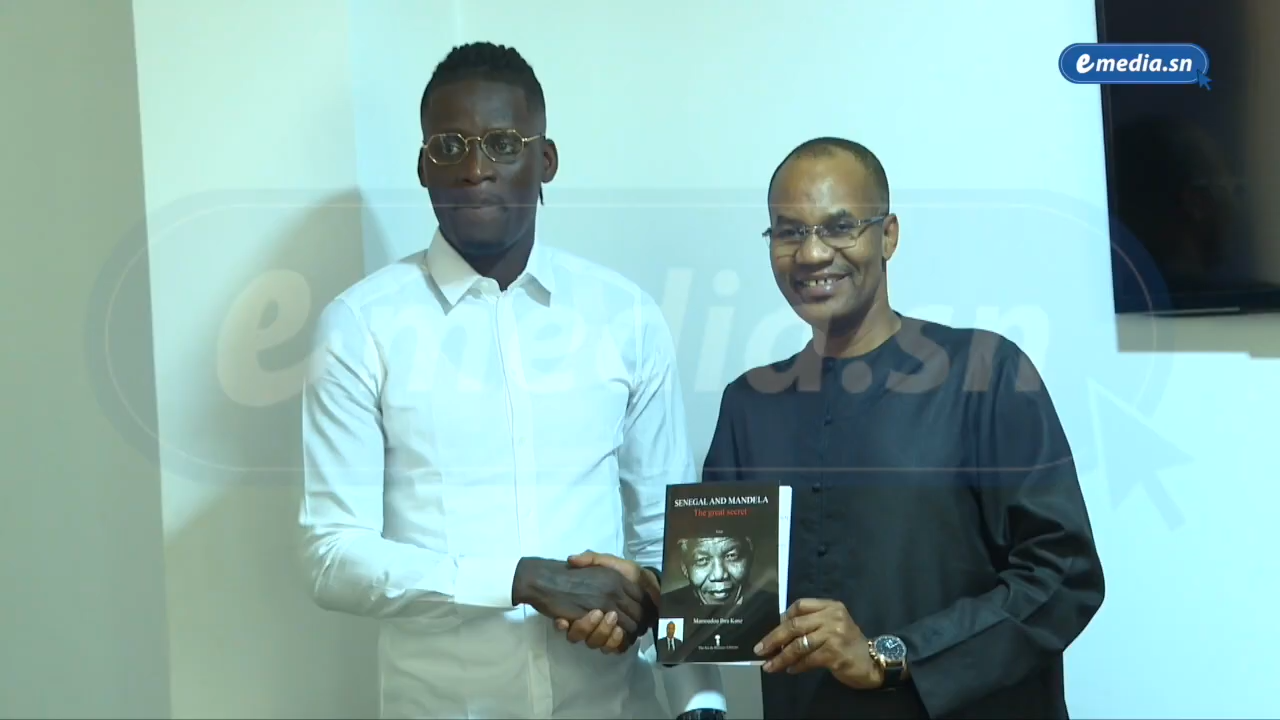 emedia.sn
emedia.sn
SENEGAL AND MANDELA
The great secret
Mamoudou Ibra Kane